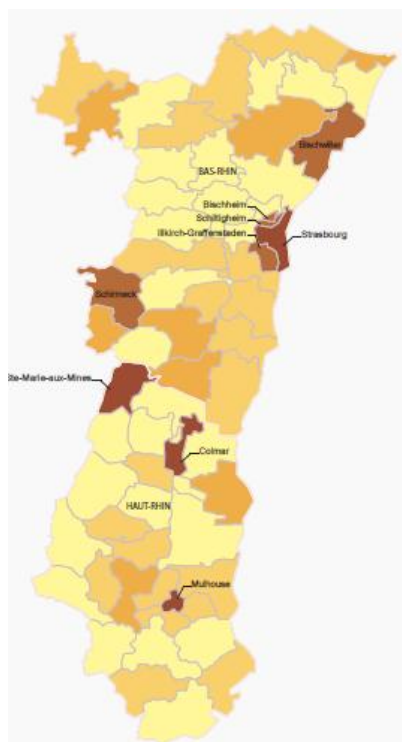 Bischwiller
BAS-RHIN
Bischheim
Schiltigheim
Illkirch-Graffenstaden
Strasbourg
Schirmeck
Ste-Marie-aux-Mines
Colmar
HAUT-RHIN
Mulhouse